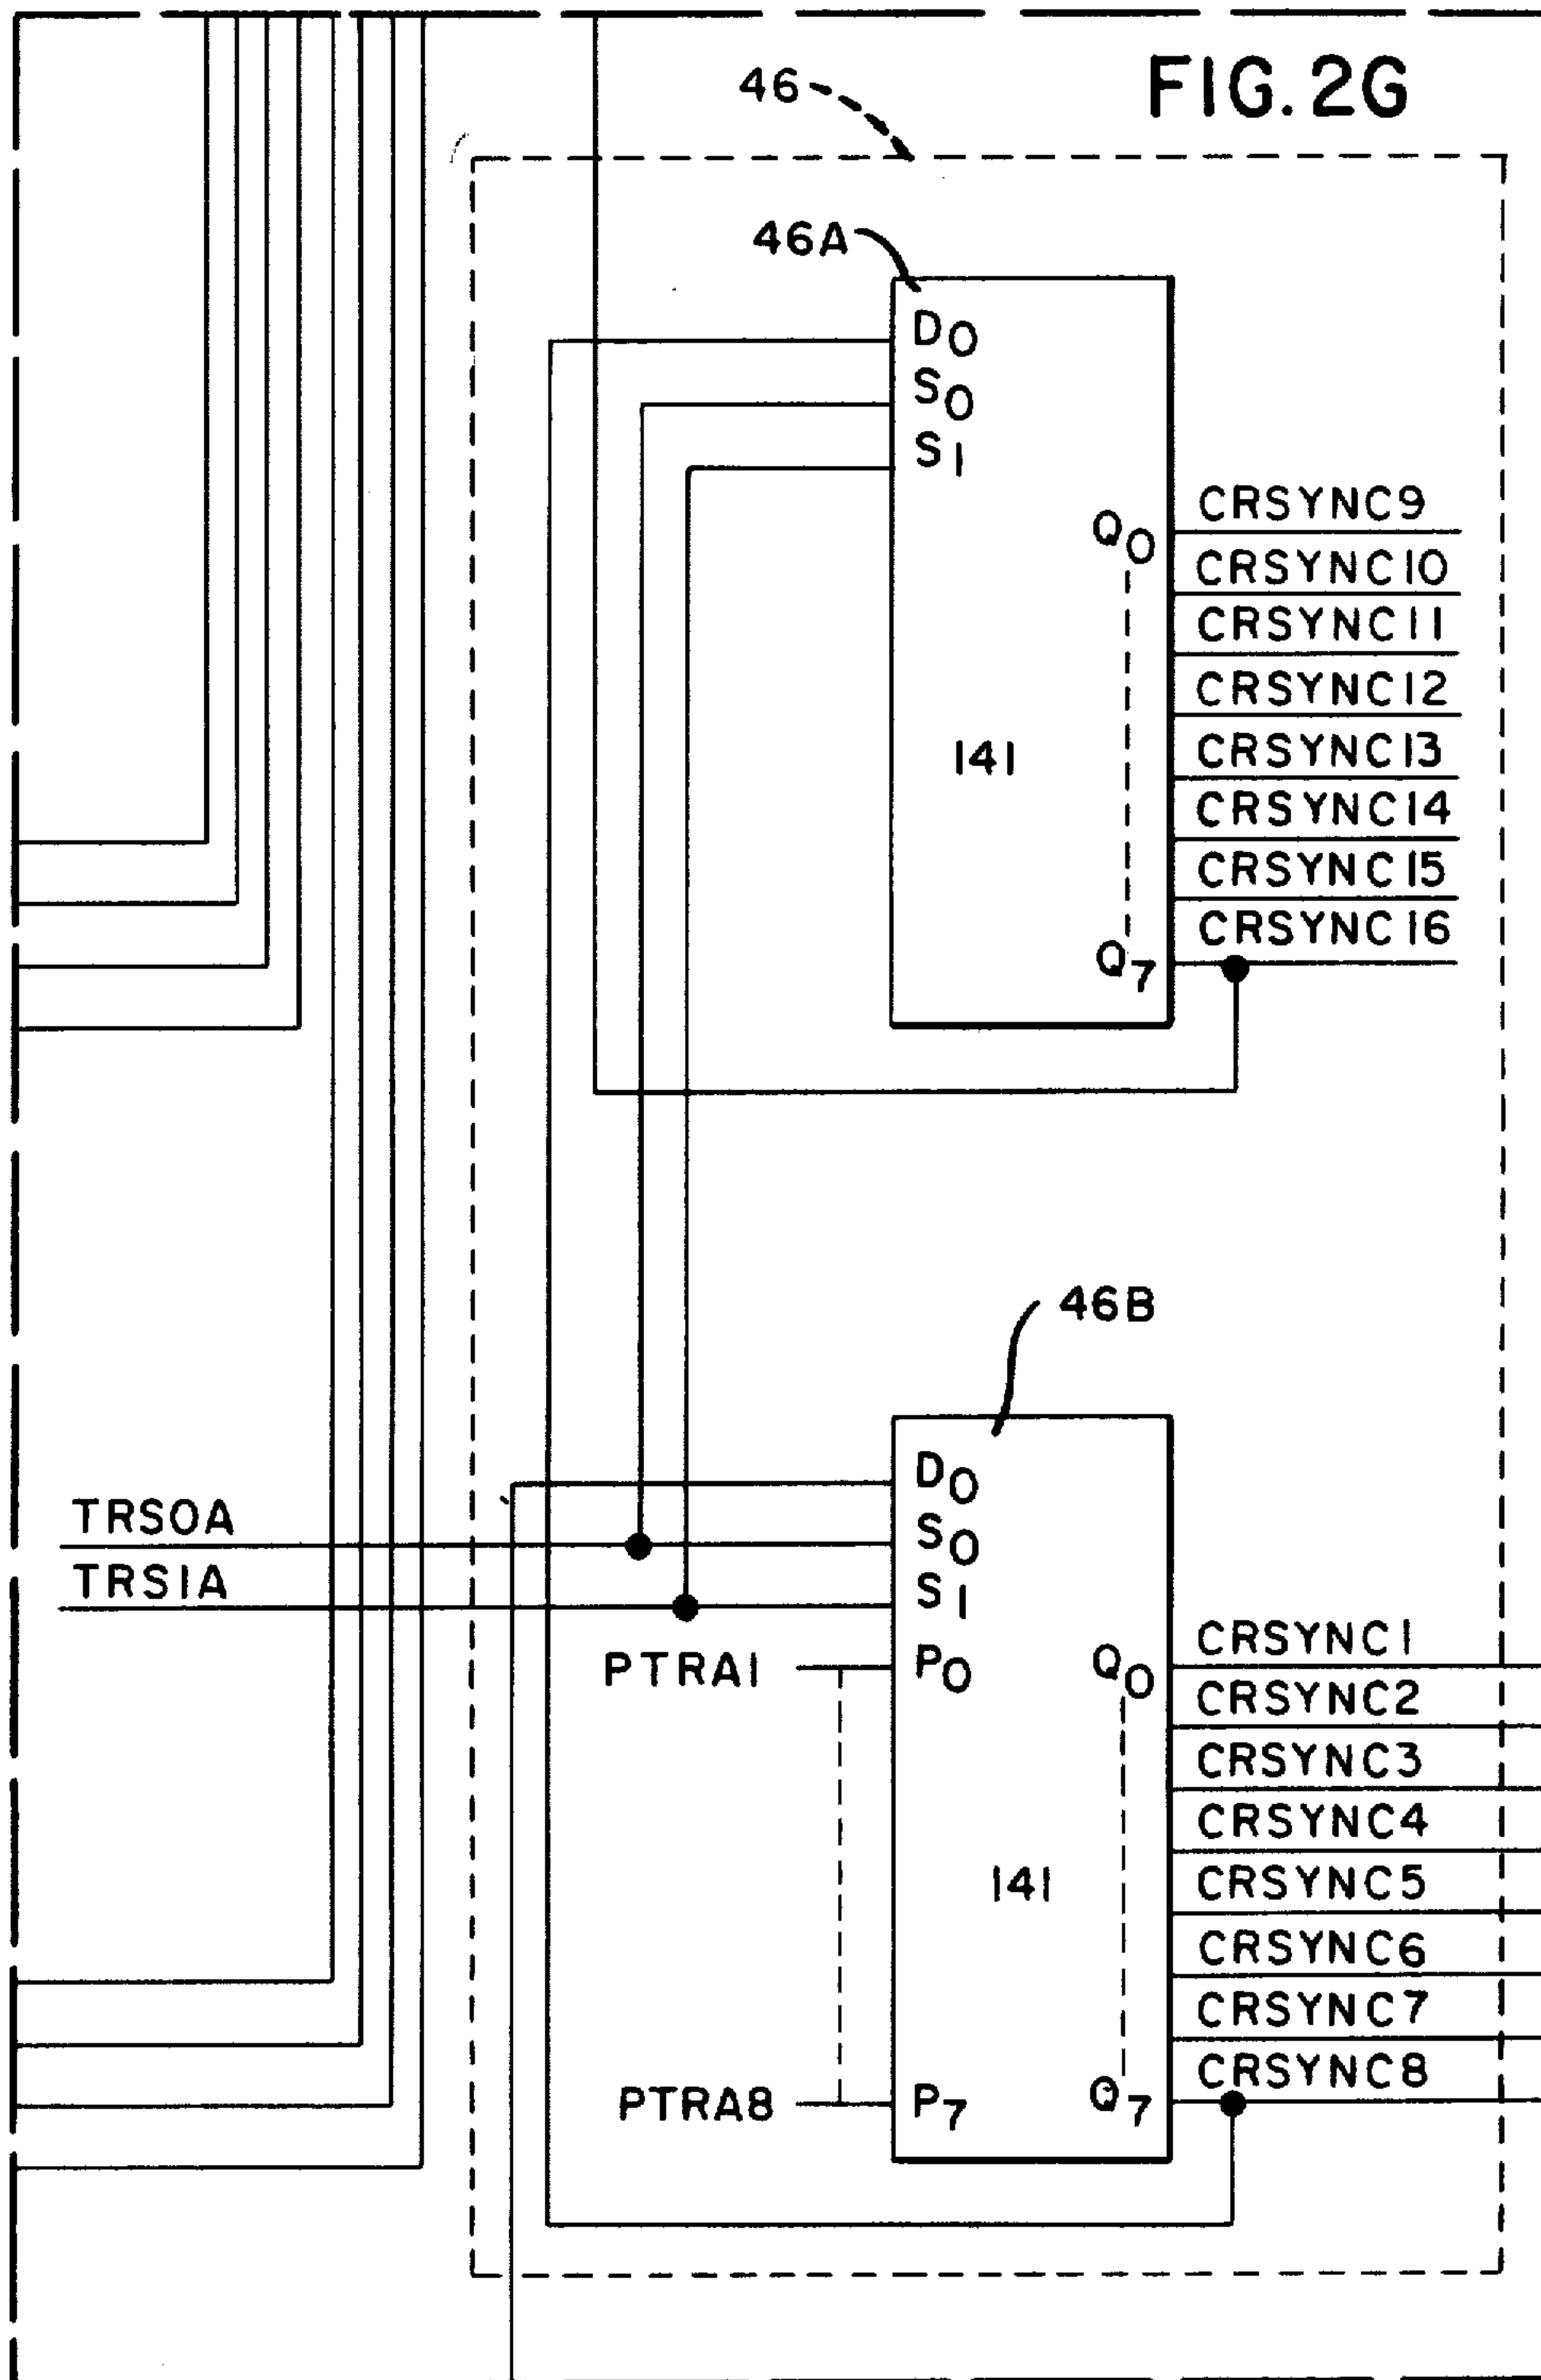 FIG. 2G
46
46A
D0
S0
S1
Q0
CRSYNC9
CRSYNC10
CRSYNC11
CRSYNC12
141
CRSYNC13
CRSYNC14
CRSYNC15
CRSYNC16
Q7
46B
D0
TRS0A
S0
TRS1A
S1
PTRA1
P0
Q0
CRSYNC1
CRSYNC2
CRSYNC3
CRSYNC4
141
CRSYNC5
CRSYNC6
CRSYNC7
CRSYNC8
PTRA8
P7
Q7